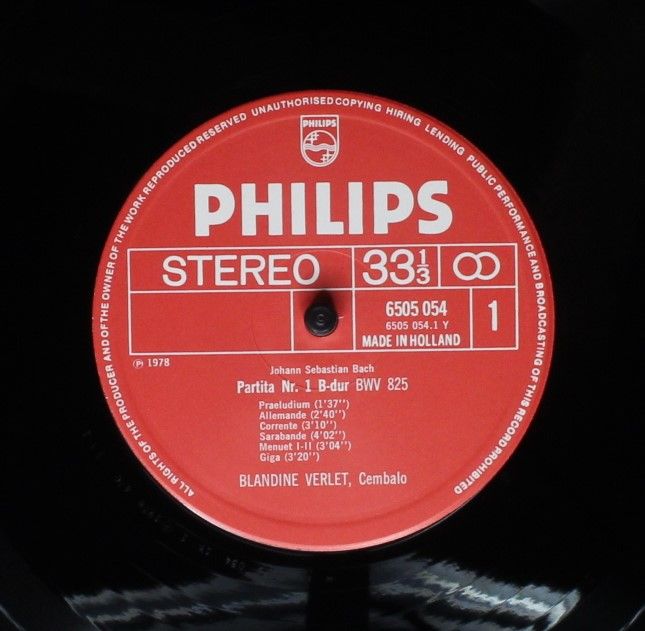 ALL RIGHTS OF THE PRODUCER AND OF THE OWNER OF THE WORK REPRODUCED RESERVED UNAUTHORISED COPYING HIRING LENDING PUBLIC PERFORMANCE AND BROADCASTING OF THIS RECORD PROHIBITED
PHILIPS
PHILIPS
STEREO 33 1/3
6505 054
6505 054.1 Y
MADE IN HOLLAND
1
Ⓟ 1978
Johann Sebastian Bach
Partita Nr. 1 B-dur BWV 825
Praeludium (1'37'')
Allemande (2'40'')
Corrente (3'10'')
Sarabande (4'02'')
Menuet I-II (3'04'')
Giga (3'20'')
BLANDINE VERLET, Cembalo